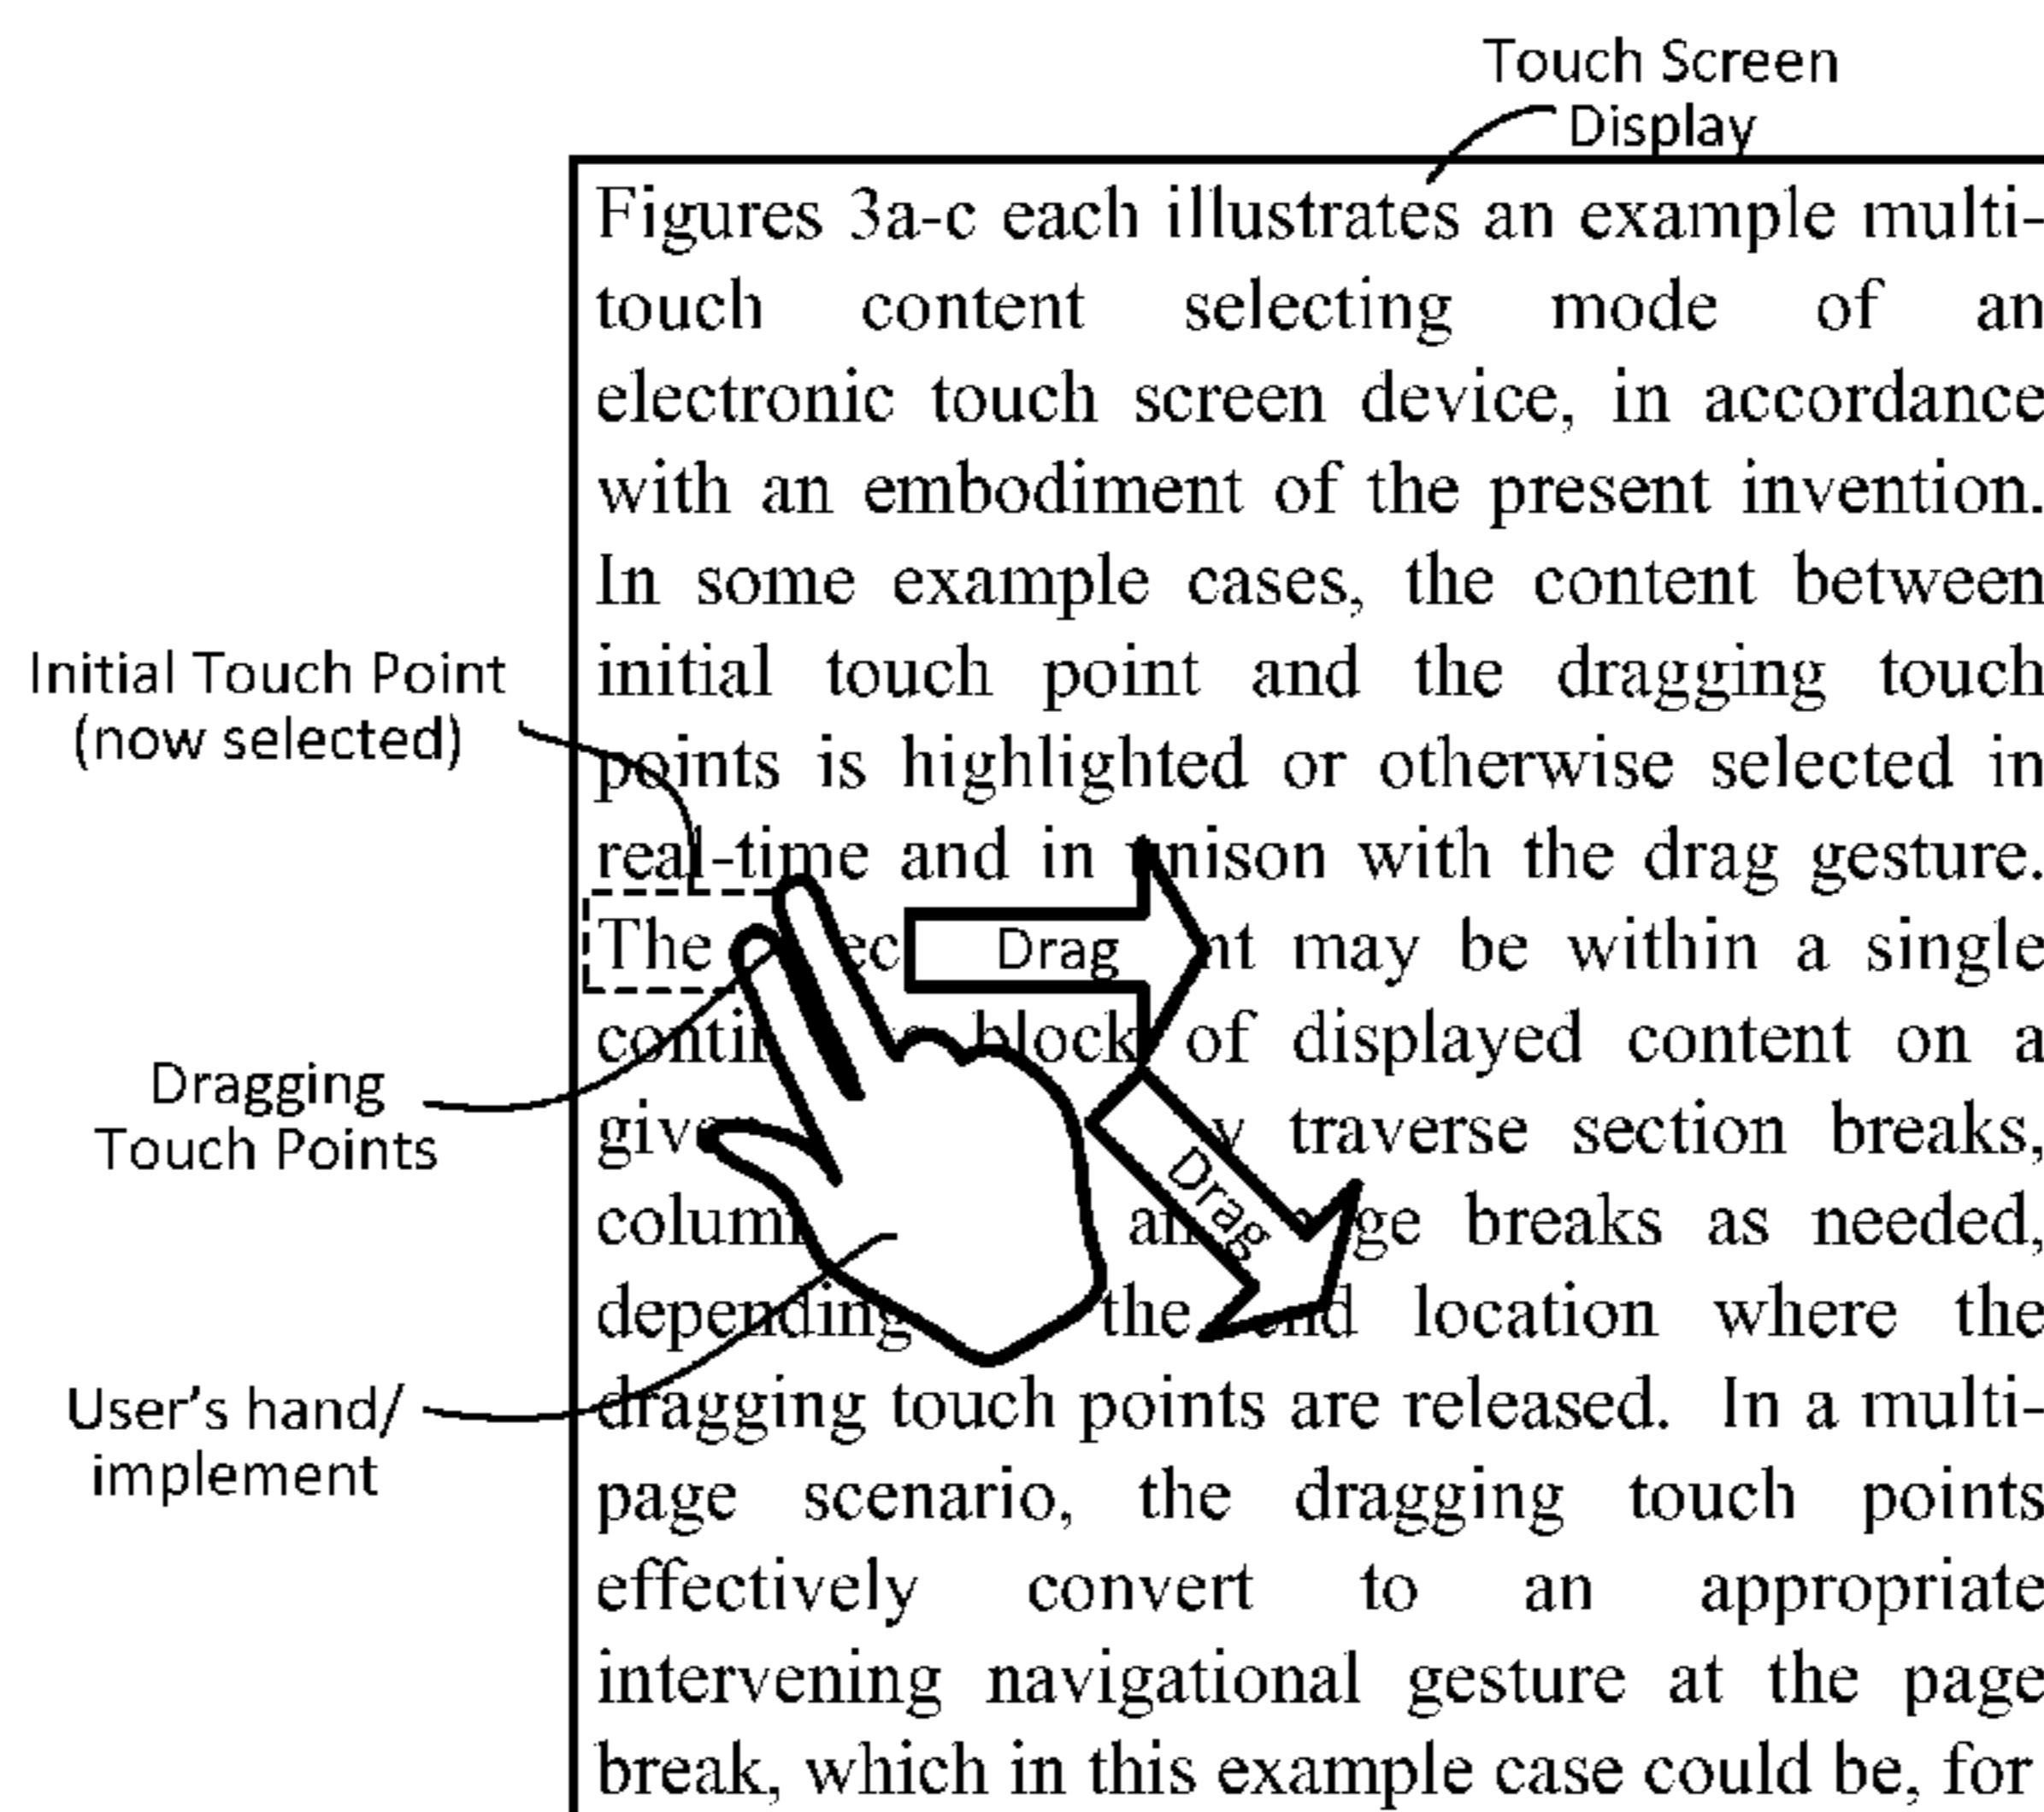 Touch Screen
Display
Figures 3a-c each illustrates an example multi-
touch content selecting mode of an
electronic touch screen device, in accordance
with an embodiment of the present invention.
In some example cases, the content between
initial touch point and the dragging touch
points is highlighted or otherwise selected in
real-time and in unison with the drag gesture.
The may be within a single
block of displayed content on a
traverse section breaks,
breaks as needed,
depending the end location where the
dragging touch points are released. In a multi-
page scenario, the dragging touch points
effectively convert to an appropriate
intervening navigational gesture at the page
break, which in this example case could be, for
Initial Touch Point
(now selected)
Dragging
Touch Points
User's hand/
implement
Drag
Drag